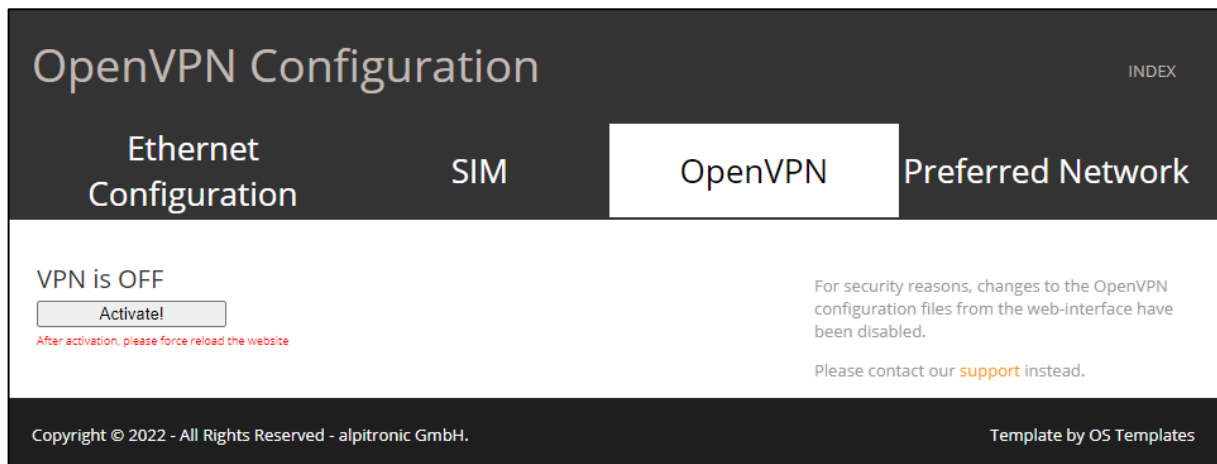 OpenVPN Configuration
INDEX
Ethernet
Configuration
SIM
OpenVPN
Preferred Network
VPN is OFF
Activate!
After activation, please force reload the website
For security reasons, changes to the OpenVPN
configuration files from the web-interface have
been disabled.
Please contact our support instead.
Copyright © 2022 - All Rights Reserved - alpitronic GmbH.
Template by OS Templates